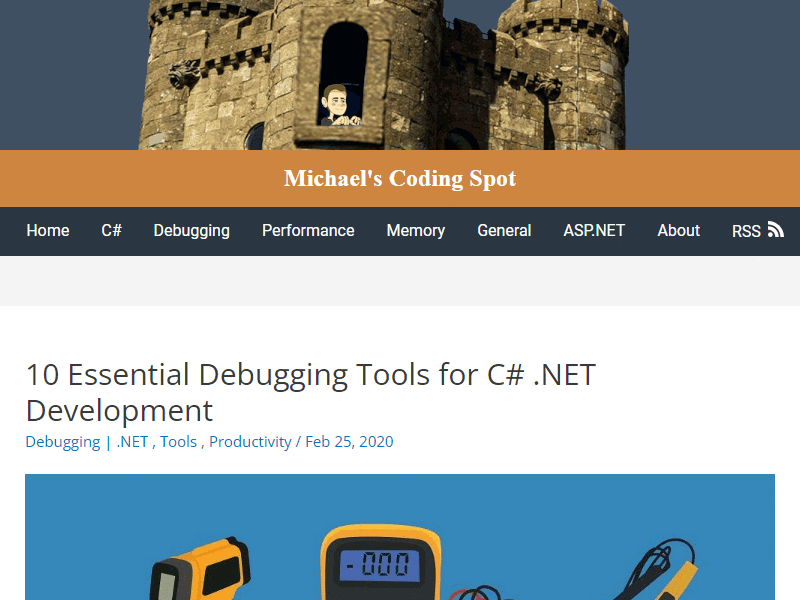 Michael's Coding Spot
Home C# Debugging Performance Memory General ASP.NET About RSS
10 Essential Debugging Tools for C# .NET
Development
Debugging | .NET , Tools , Productivity / Feb 25, 2020
-000